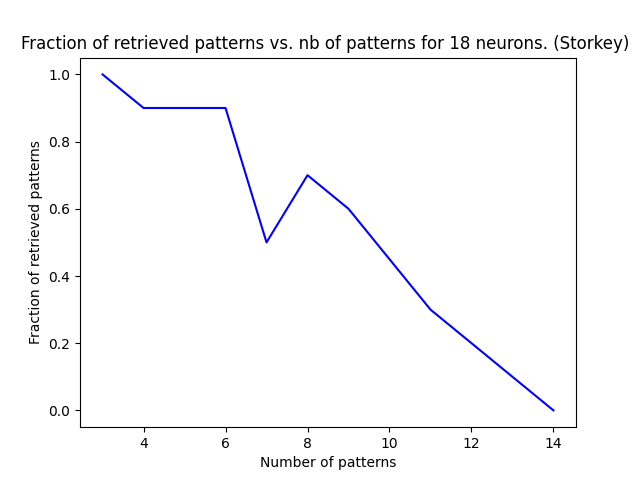 Fraction of retrieved patterns vs. nb of patterns for 18 neurons. (Storkey)
1.0
0.8
0.6
0.4
0.2
0.0
Fraction of retrieved patterns
4 6 8 10 12 14
Number of patterns